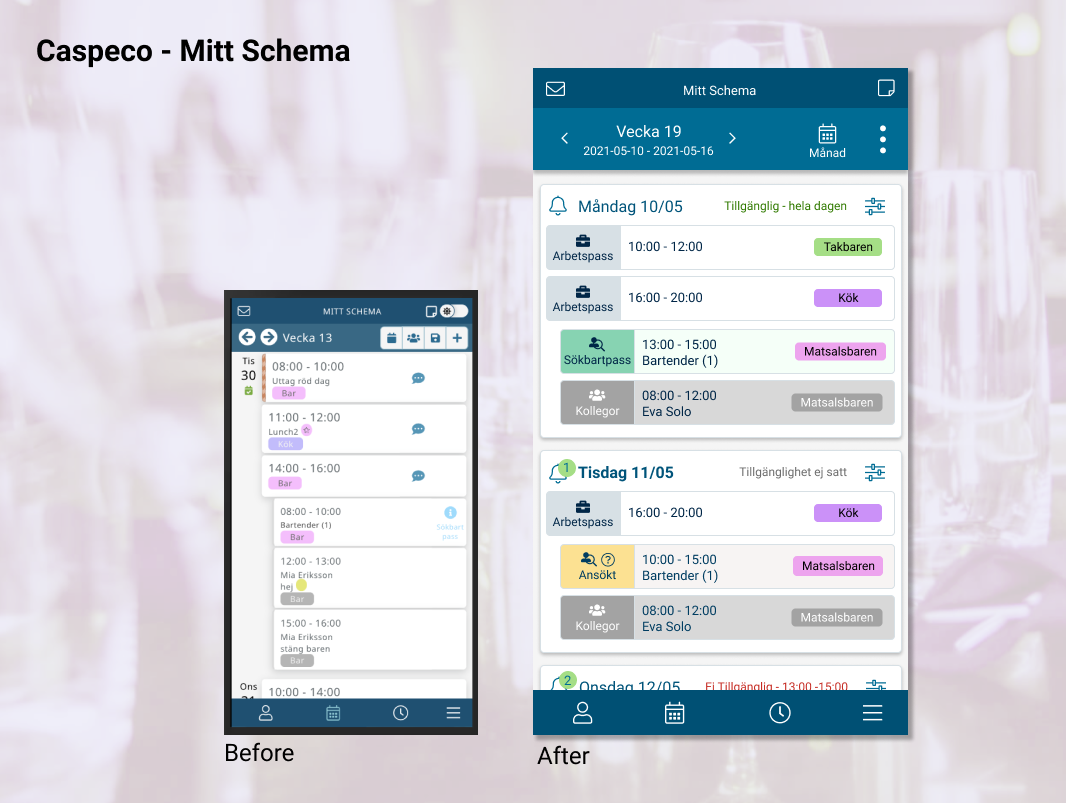 Caspeco - Mitt Schema
MITT SCHEMA
Vecka 13
Tis
30
08:00 - 10:00
Uttag röd dag
Bar
11:00 - 12:00
Lunch2
Kök
14:00 - 16:00
Bar
08:00 - 10:00
Bartender (1)
Bar
Sökbart
pass
12:00 - 13:00
Mia Eriksson
hej
Bar
15:00 - 16:00
Mia Eriksson
stäng baren
Bar
Ons
10:00 - 14:00
Before
Mitt Schema
Vecka 19
2021-05-10 - 2021-05-16
Månad
Måndag 10/05
Tillgänglig - hela dagen
Arbetspass
10:00 - 12:00
Takbaren
Arbetspass
16:00 - 20:00
Kök
Sökbartpass
13:00 - 15:00
Bartender (1)
Matsalsbaren
Kollegor
08:00 - 12:00
Eva Solo
Matsalsbaren
1
Tisdag 11/05
Tillgänglighet ej satt
Arbetspass
16:00 - 20:00
Kök
Ansökt
10:00 - 15:00
Bartender (1)
Matsalsbaren
Kollegor
08:00 - 12:00
Eva Solo
Matsalsbaren
2
Onsdag 12/05
Ej Tillgänglig - 13:00 -15:00
After